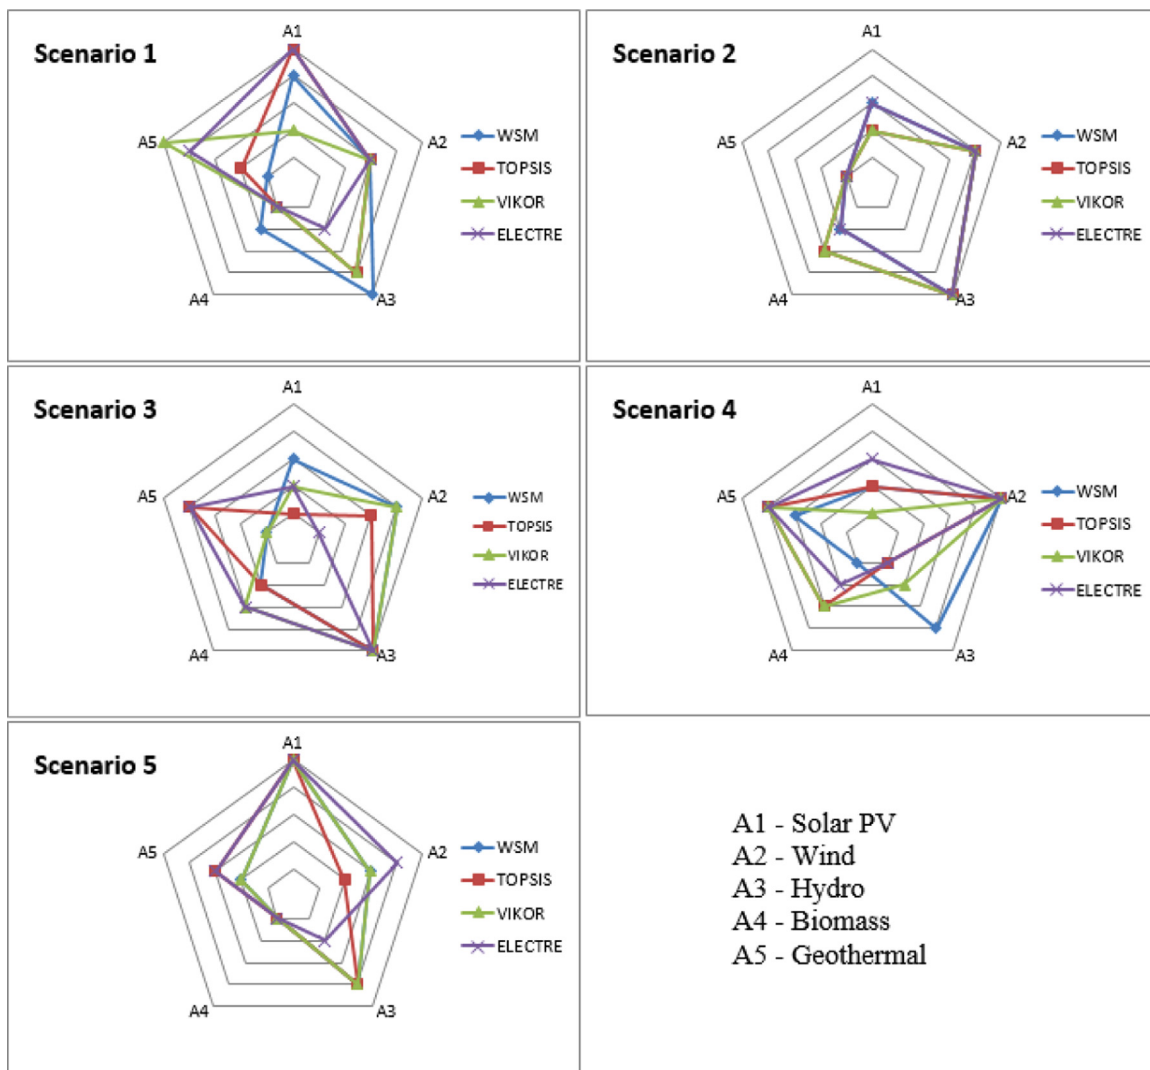 Scenario 1
A1
A2
A3
A4
A5
WSM
TOPSIS
VIKOR
ELECTRE
Scenario 2
A1
A2
A3
A4
A5
WSM
TOPSIS
VIKOR
ELECTRE
Scenario 3
A1
A2
A3
A4
A5
WSM
TOPSIS
VIKOR
ELECTRE
Scenario 4
A1
A2
A3
A4
A5
WSM
TOPSIS
VIKOR
ELECTRE
Scenario 5
A1
A2
A3
A4
A5
WSM
TOPSIS
VIKOR
ELECTRE
A1 - Solar PV
A2 - Wind
A3 - Hydro
A4 - Biomass
A5 - Geothermal